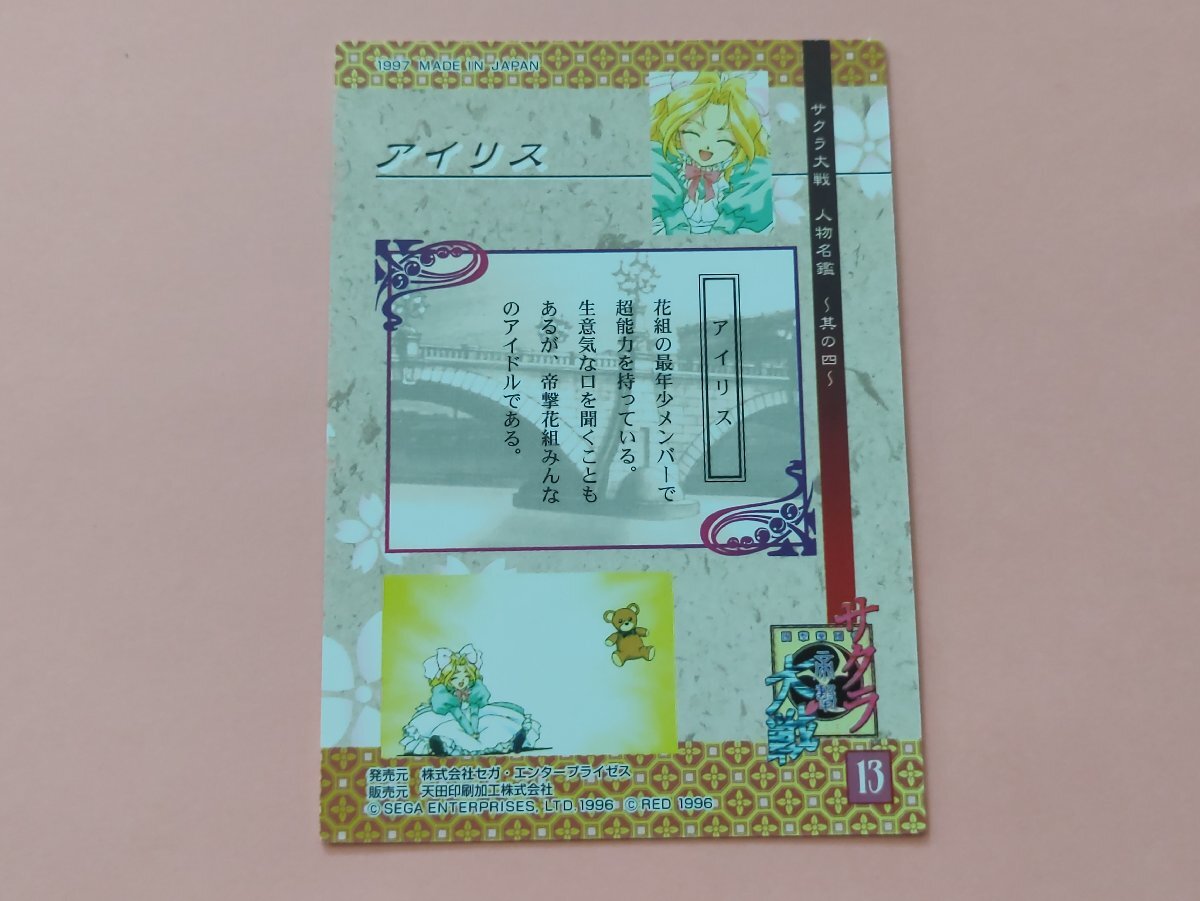 1997 MADE IN JAPAN
アイリス
サクラ大戦 人物名鑑 ～其の四～
アイリス
花組の最年少メンバーで
超能力を持っている。
生意気な口を聞くことも
あるが、帝撃花組みんな
のアイドルである。
サクラ
大戦
帝撃
13
発売元 株式会社セガ・エンタープライゼス
販売元 天田印刷加工株式会社
©SEGA ENTERPRISES, LTD.1996 ©RED 1996